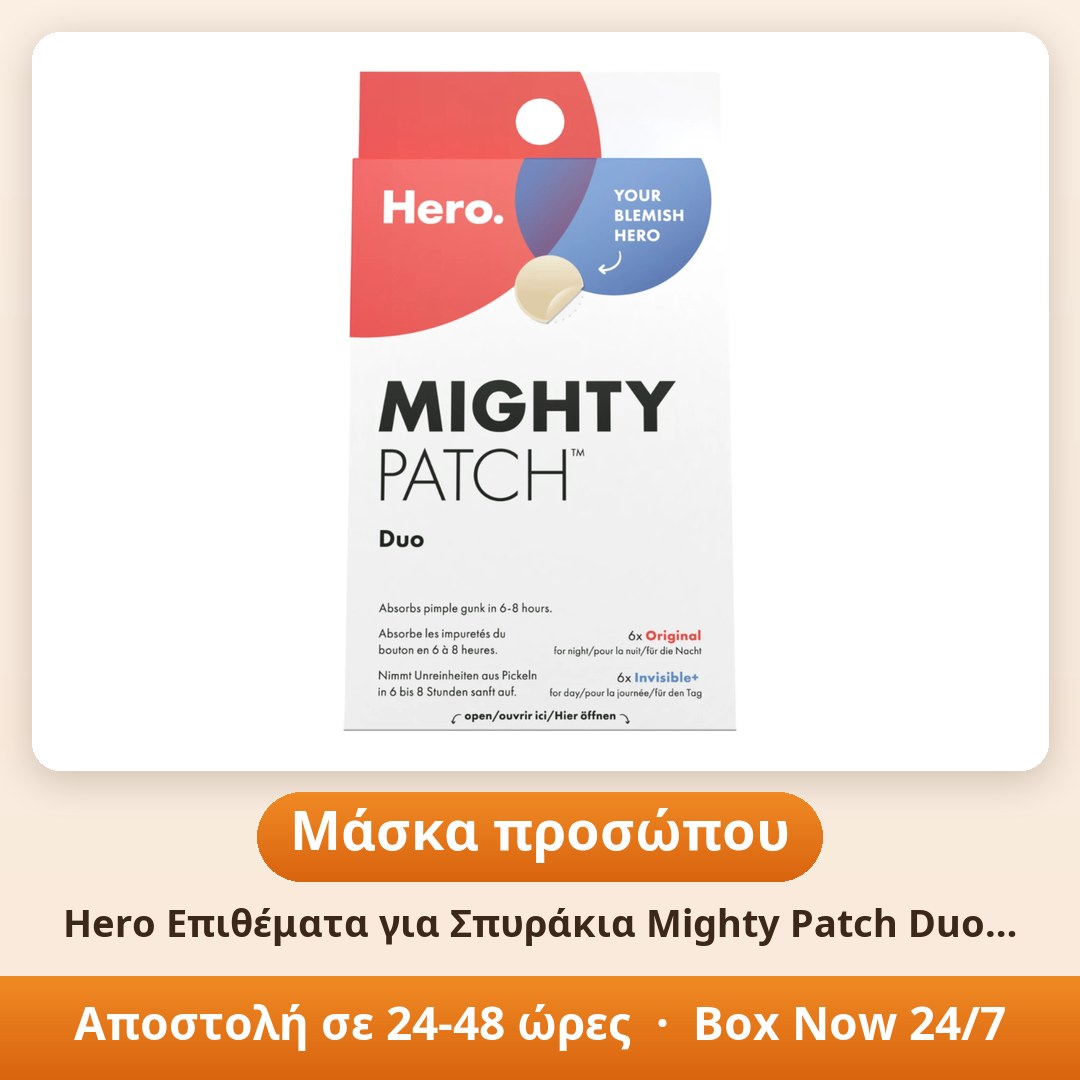 Hero.
YOUR
BLEMISH
HERO
MIGHTY
PATCH™
Duo
Absorbs pimple gunk in 6-8 hours.
Absorbe les impuretés du
bouton en 6 à 8 heures.
Nimmt Unreinheiten aus Pickeln
in 6 bis 8 Stunden sanft auf.
6x Original
for night/pour la nuit/für die Nacht
6x Invisible+
for day/pour la journée/für den Tag
open/ouvrir ici/Hier öffnen
Μάσκα προσώπου
Hero Επιθέματα για Σπυράκια Mighty Patch Duo...
Αποστολή σε 24-48 ώρες · Box Now 24/7